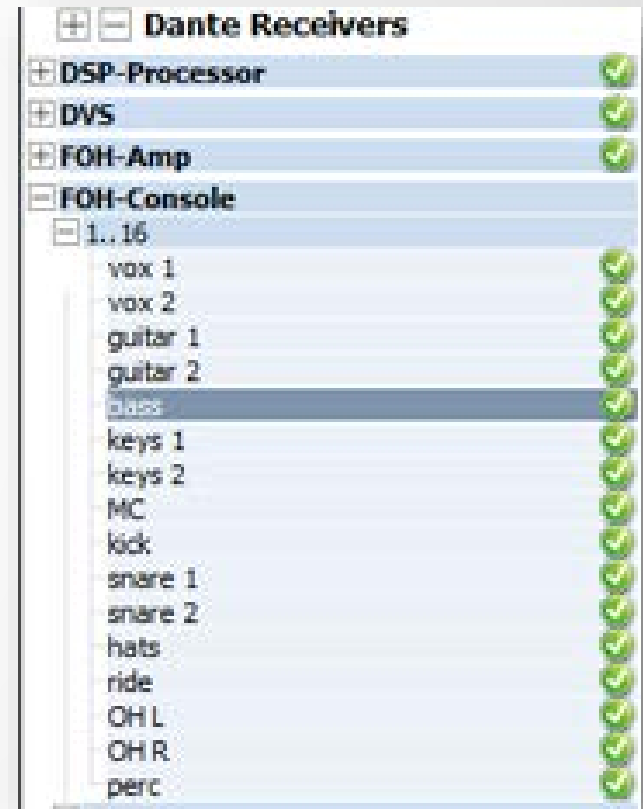 Dante Receivers
DSP-Processor
DVS
FOH-Amp
FOH-Console
1..16
vox 1
vox 2
guitar 1
guitar 2
bass
keys 1
keys 2
MC
kick
snare 1
snare 2
hats
ride
OH L
OH R
perc